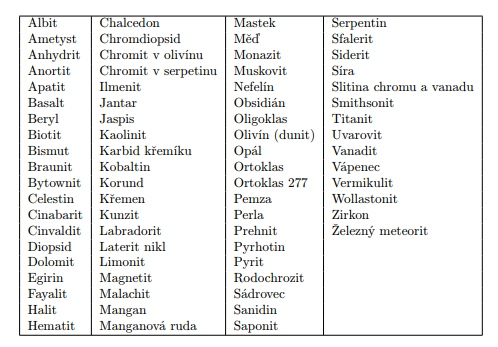 Albit Chalcedon Mastek Serpentin
Ametyst Chromdiopsid Měď Sfalerit
Anhydrit Chromit v olivínu Monazit Siderit
Anortit Chromit v serpetinu Muskovit Síra
Apatit Ilmenit Nefelín Slitina chromu a vanadu
Basalt Jantar Obsidián Smithsonit
Beryl Jaspis Oligoklas Titanit
Biotit Kaolinit Olivín (dunit) Uvarovit
Bismut Karbid křemíku Opál Vanadit
Braunit Kobaltin Ortoklas Vápenec
Bytownit Korund Ortoklas 277 Vermikulit
Celestin Křemen Pemza Wollastonit
Cinabarit Kunzit Perla Zirkon
Cinvaldit Labradorit Prehnit Železný meteorit
Diopsid Laterit nikl Pyrhotin
Dolomit Limonit Pyrit
Egirin Magnetit Rodochrozit
Fayalit Malachit Sádrovec
Halit Mangan Sanidin
Hematit Manganová ruda Saponit